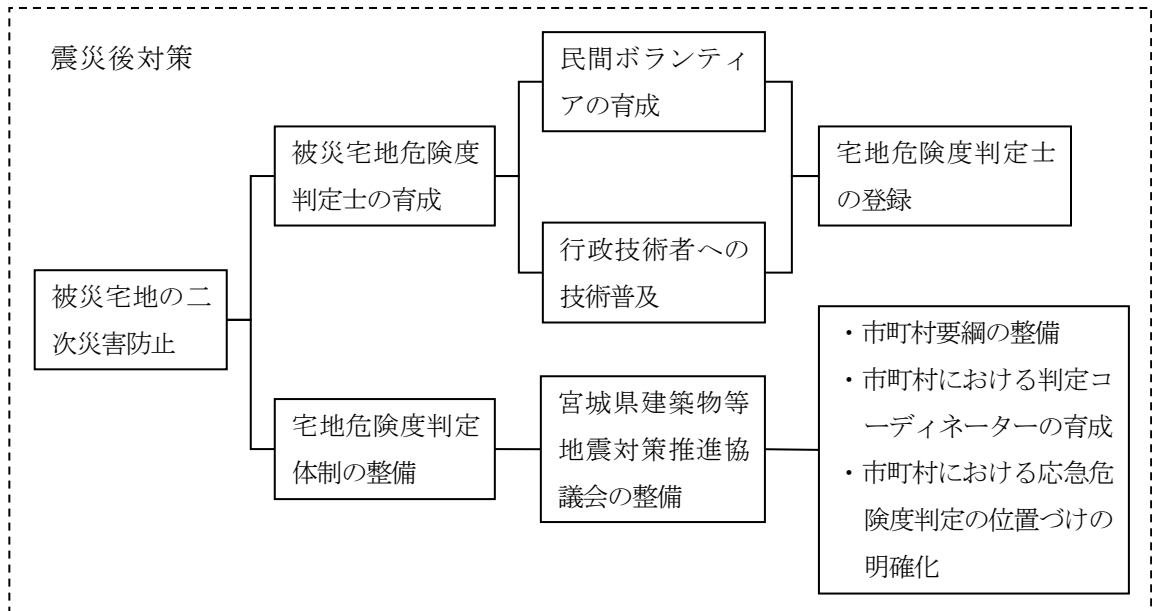 震災後対策
民間ボランティ
アの育成
被災宅地危険度
判定士の育成
宅地危険度判定士
の登録
行政技術者への
技術普及
被災宅地の二
次災害防止
・市町村要綱の整備
・市町村における判定コ
ーディネーターの育成
・市町村における応急危
険度判定の位置づけの
明確化
宅地危険度判定
体制の整備
宮城県建築物等
地震対策推進協
議会の整備